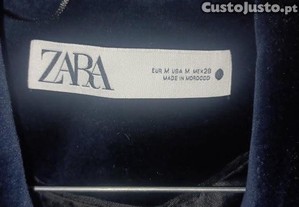 CustoJusto.pt
ZARA
EUR M USA M MEX 28
MADE IN MOROCCO